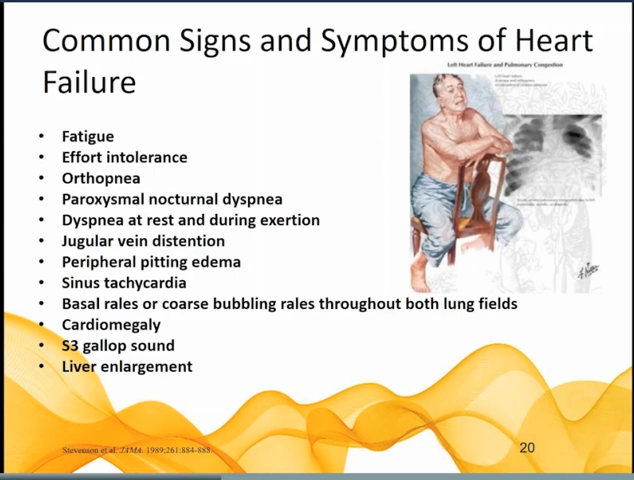 Common Signs and Symptoms of Heart
Failure
Left Heart Failure and Pulmonary Congestion
• Fatigue
• Effort intolerance
• Orthopnea
• Paroxysmal nocturnal dyspnea
• Dyspnea at rest and during exertion
• Jugular vein distention
• Peripheral pitting edema
• Sinus tachycardia
• Basal rales or coarse bubbling rales throughout both lung fields
• Cardiomegaly
• S3 gallop sound
• Liver enlargement
Stevenson et al. JAMA. 1989;261:884-888.
20